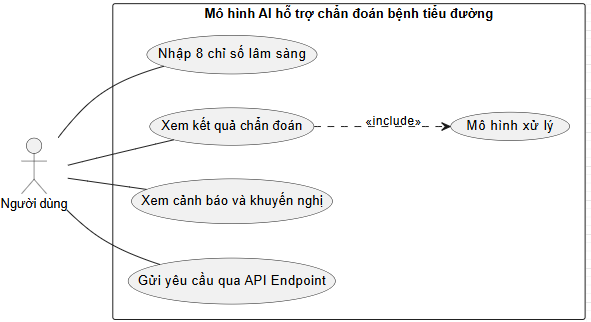 Mô hình AI hỗ trợ chẩn đoán bệnh tiểu đường
Nhập 8 chỉ số lâm sàng
Xem kết quả chẩn đoán
«include»
Mô hình xử lý
Người dùng
Xem cảnh báo và khuyến nghị
Gửi yêu cầu qua API Endpoint